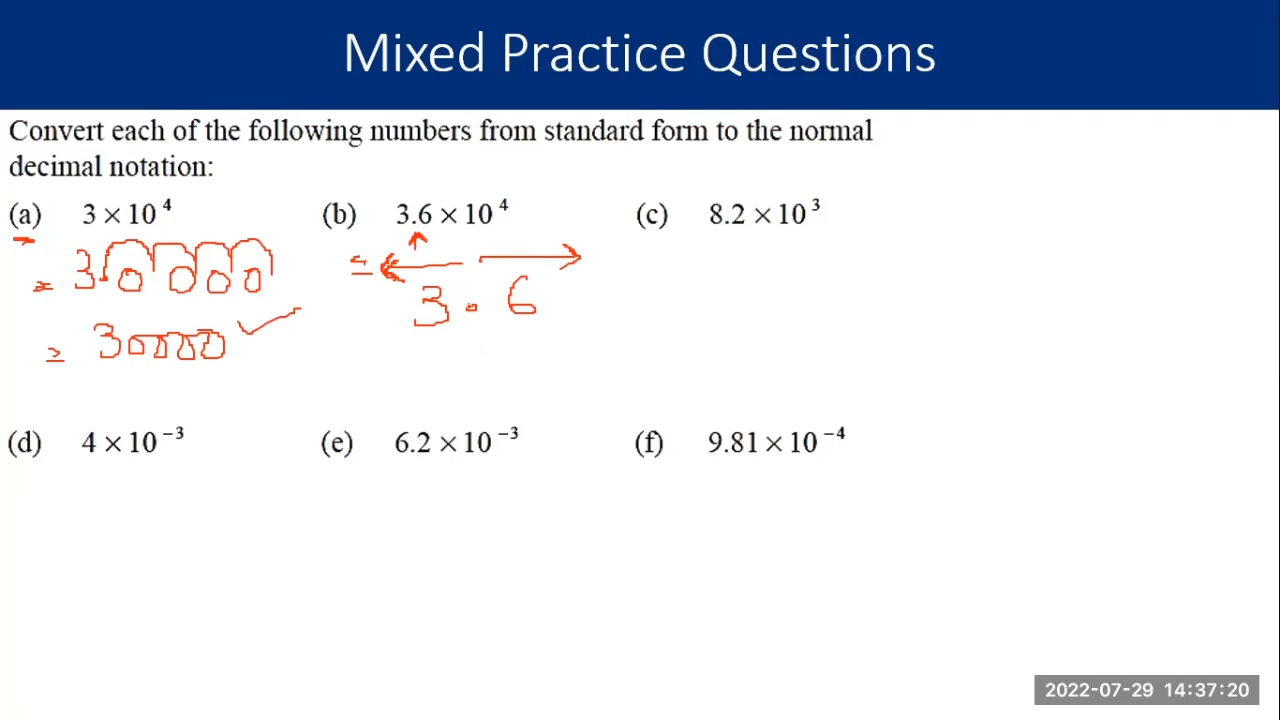 Mixed Practice Questions
Convert each of the following numbers from standard form to the normal
decimal notation:
(a) 3 × 10⁴ (b) 3.6 × 10⁴ (c) 8.2 × 10³
= 3.0000 = 3.6
= 30000
(d) 4 × 10⁻³ (e) 6.2 × 10⁻³ (f) 9.81 × 10⁻⁴
2022-07-29 14:37:20